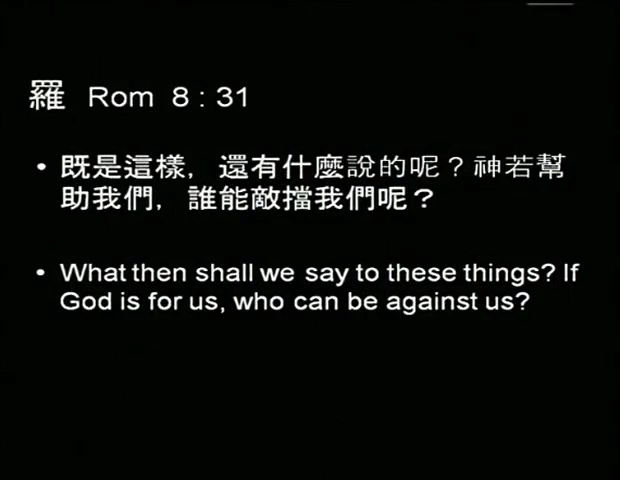 羅 Rom 8 : 31
• 既是這樣，還有什麼說的呢？神若幫
助我們，誰能敵擋我們呢？
• What then shall we say to these things? If
God is for us, who can be against us?